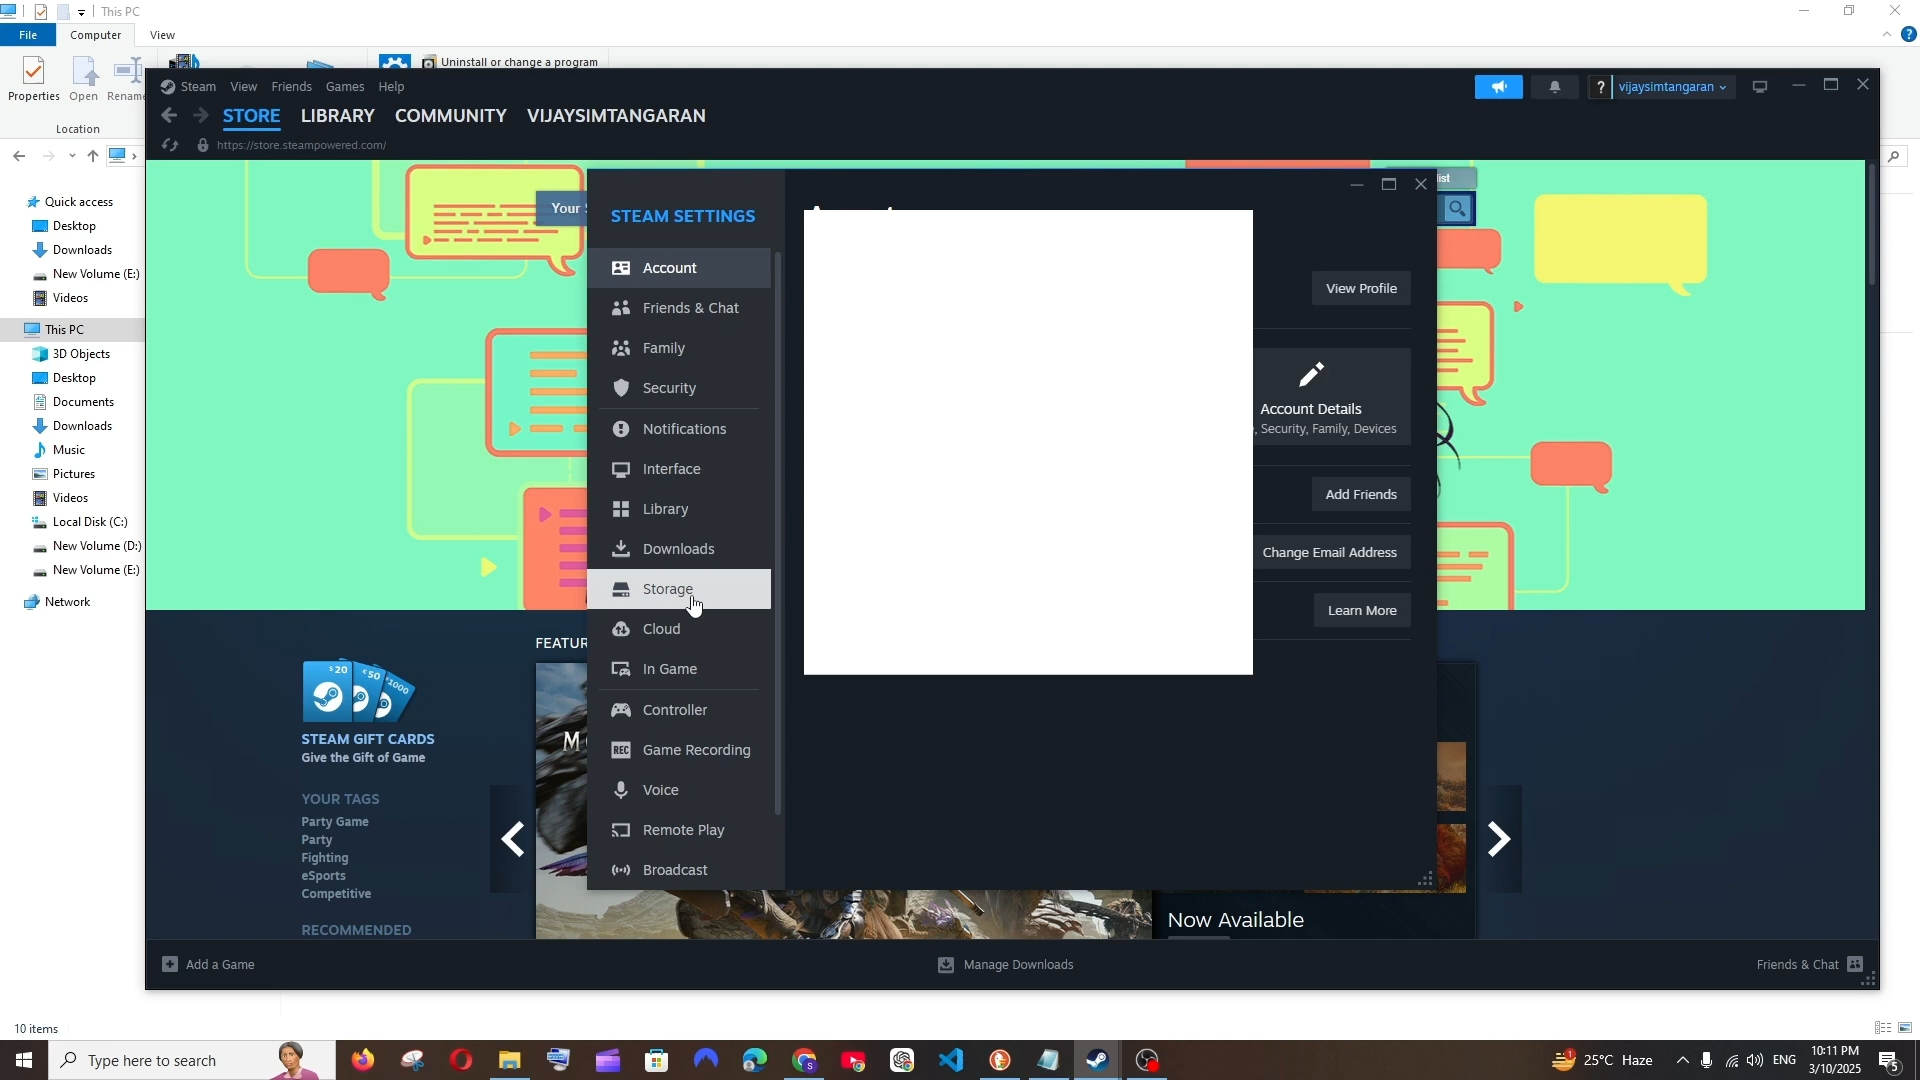 This PC
File
Computer
View
Properties
Open
Rename
Uninstall or change a program
Location
Steam
View
Friends
Games
Help
?
vijaysimtangaran
STORE
LIBRARY
COMMUNITY
VIJAYSIMTANGARAN
https://store.steampowered.com/
Quick access
Desktop
Downloads
New Volume (E:)
Videos
This PC
3D Objects
Desktop
Documents
Downloads
Music
Pictures
Videos
Local Disk (C:)
New Volume (D:)
New Volume (E:)
Network
10 items
Your
STEAM SETTINGS
Account
Friends & Chat
Family
Security
Notifications
Interface
Library
Downloads
Storage
Cloud
In Game
Controller
REC Game Recording
Voice
Remote Play
Broadcast
View Profile
Account Details
, Security, Family, Devices
Add Friends
Change Email Address
Learn More
$20
€50
STEAM GIFT CARDS
Give the Gift of Game
YOUR TAGS
Party Game
Party
Fighting
eSports
Competitive
RECOMMENDED
Now Available
Add a Game
Manage Downloads
Friends & Chat
Type here to search
1
25°C Haze
ENG
10:11 PM
3/10/2025
5